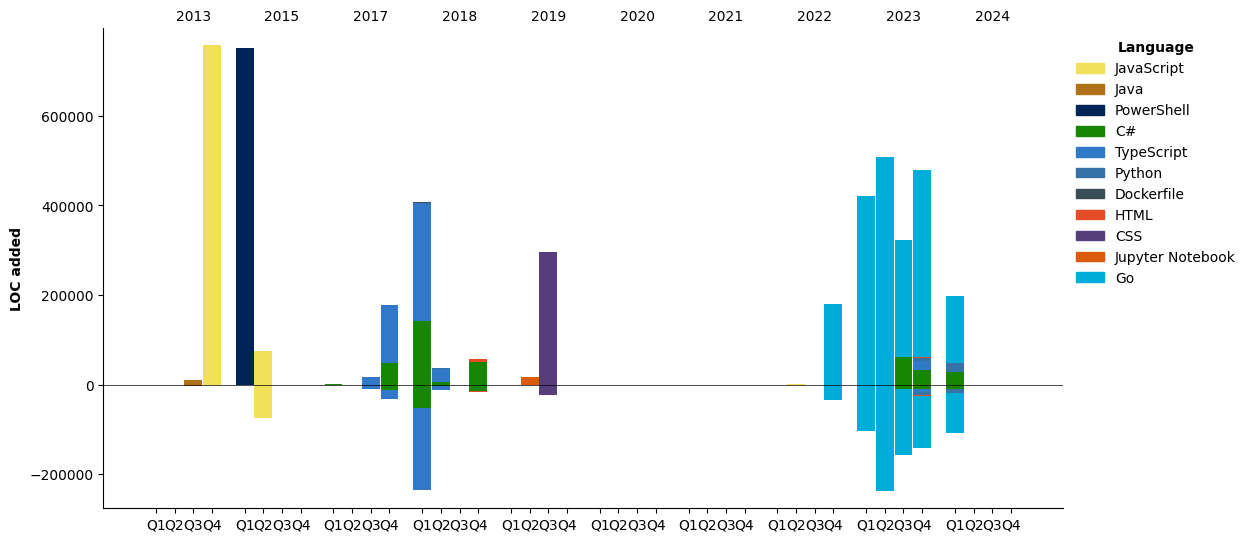 2013 2015 2017 2018 2019 2020 2021 2022 2023 2024
Language
JavaScript
Java
PowerShell
C#
TypeScript
Python
Dockerfile
HTML
CSS
Jupyter Notebook
Go
LOC added
600000
400000
200000
0
−200000
Q1Q2Q3Q4 Q1Q2Q3Q4 Q1Q2Q3Q4 Q1Q2Q3Q4 Q1Q2Q3Q4 Q1Q2Q3Q4 Q1Q2Q3Q4 Q1Q2Q3Q4 Q1Q2Q3Q4 Q1Q2Q3Q4